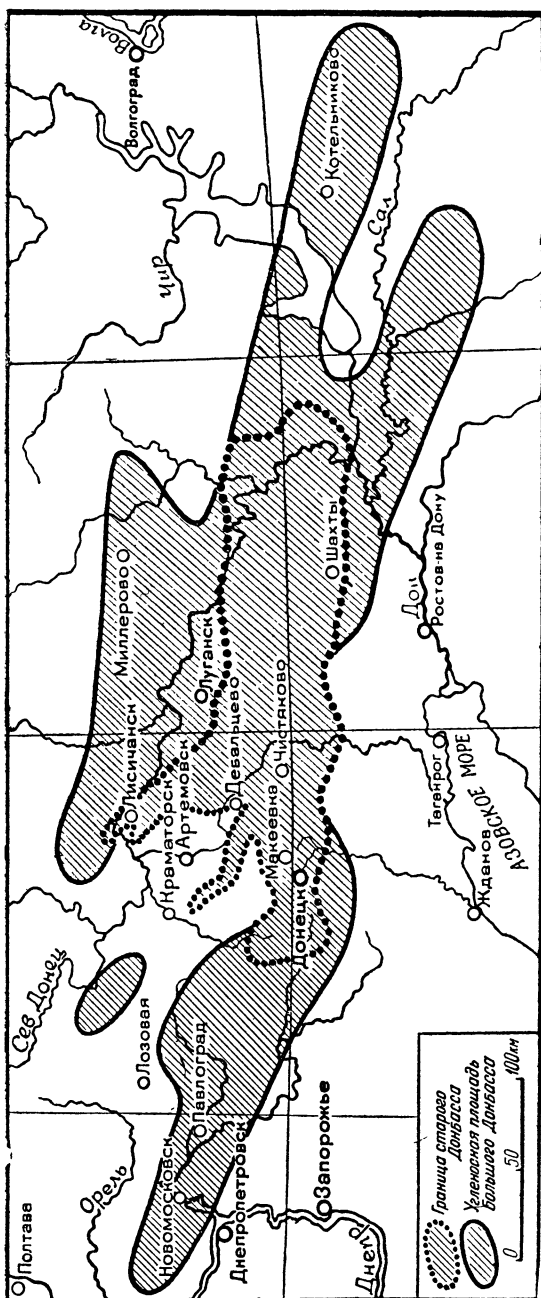 Полтава
Орель
Новомосковск
Днепропетровск
Днепр
Запорожье
Павлоград
Лозовая
Сев Донец
Краматорск
Артемовск
Лисичанск
Дебальцево
Макеевка
Донецк
Чистяково
Луганск
Миллерово
Шахты
Жданов
Таганрог
АЗОВСКОЕ МОРЕ
Дон
Ростов-на Дону
Чир
Волгоград
Волга
Котельниково
Сал
Граница старого
Донбасса
Угленосная площадь
Большого Донбасса
0 50 100км